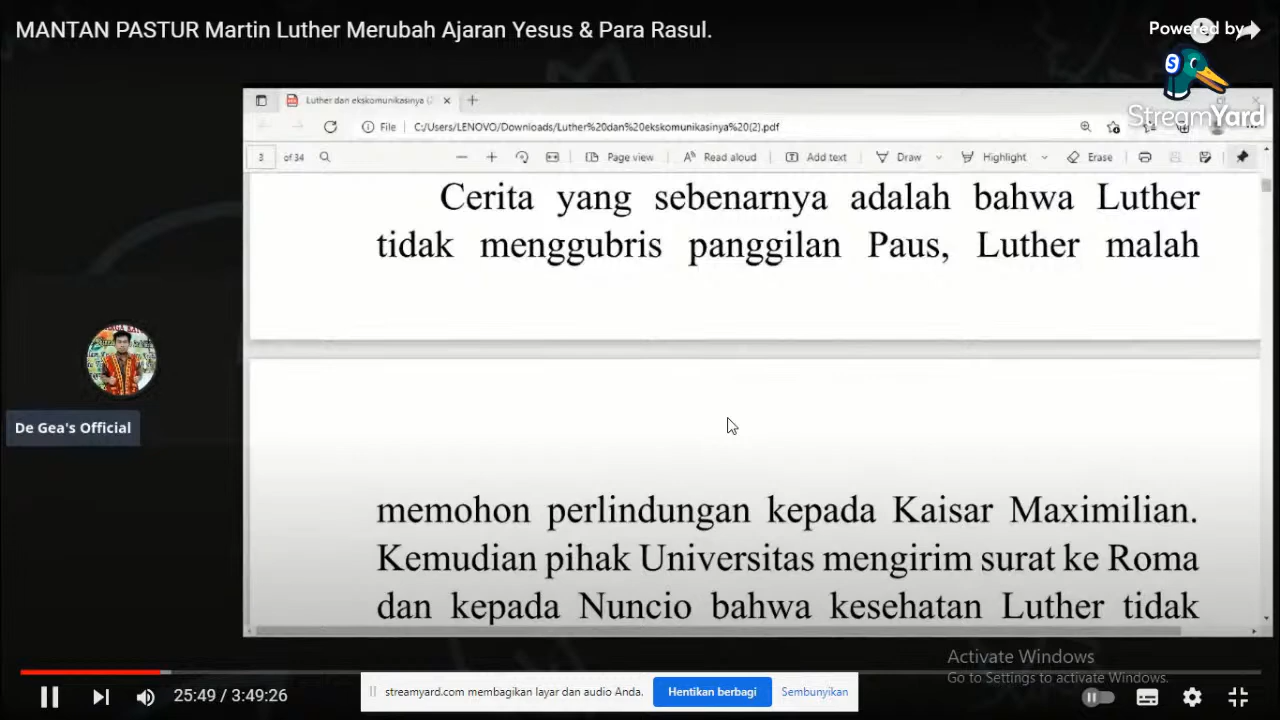 MANTAN PASTUR Martin Luther Merubah Ajaran Yesus & Para Rasul.
Powered by
StreamYard
Luther dan ekskomunikasinya (2
File
C:/Users/LENOVO/Downloads/Luther%20dan%20ekskomunikasinya%20(2).pdf
3 of 34
Page view
Read aloud
Add text
Draw
Highlight
Erase
Cerita yang sebenarnya adalah bahwa Luther
tidak menggubris panggilan Paus, Luther malah
De Gea's Official
memohon perlindungan kepada Kaisar Maximilian.
Kemudian pihak Universitas mengirim surat ke Roma
dan kepada Nuncio bahwa kesehatan Luther tidak
Activate Windows
Go to Settings to activate Windows.
25:49 / 3:49:26
streamyard.com membagikan layar dan audio Anda.
Hentikan berbagi
Sembunyikan